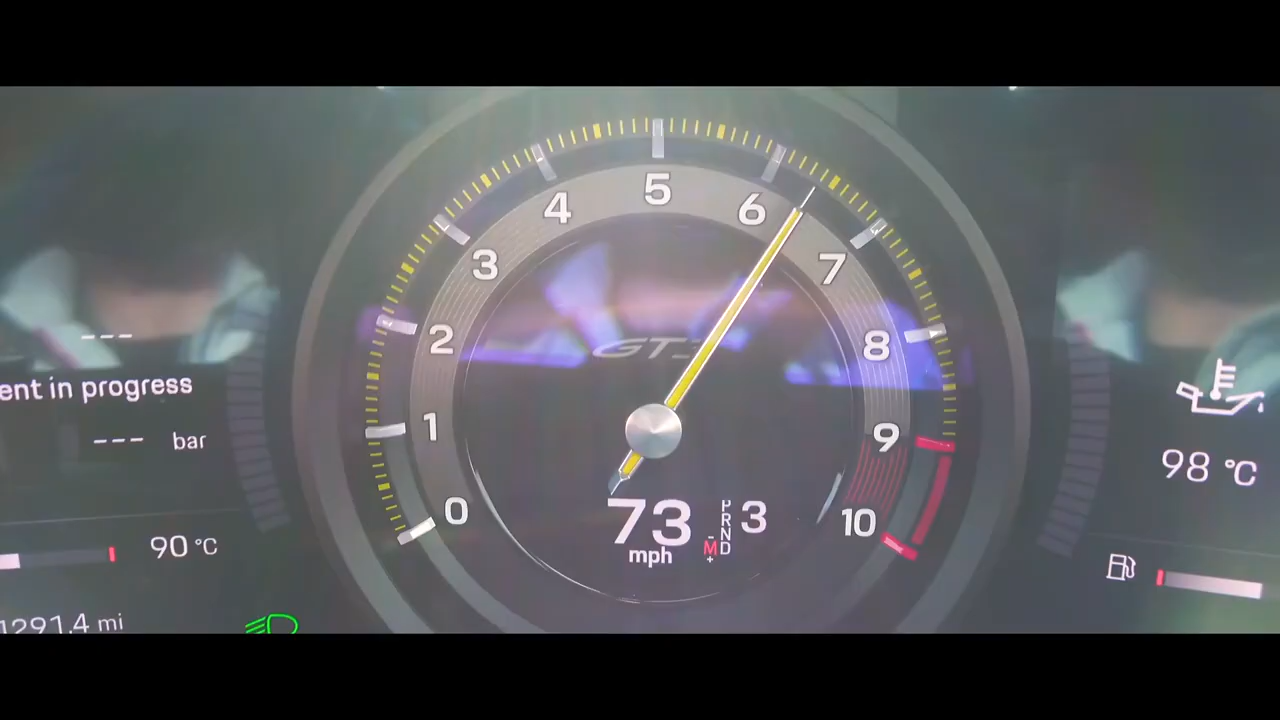 5
4
6
3
7
2
8
1
9
0
10
GT3
---
ent in progress
--- bar
90 °C
1291.4 mi
73
mph
P
R
N
D
-
M
+
3
98 °C